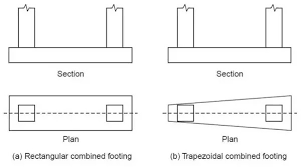 Section
Section
Plan
Plan
(a) Rectangular combined footing
(b) Trapezoidal combined footing